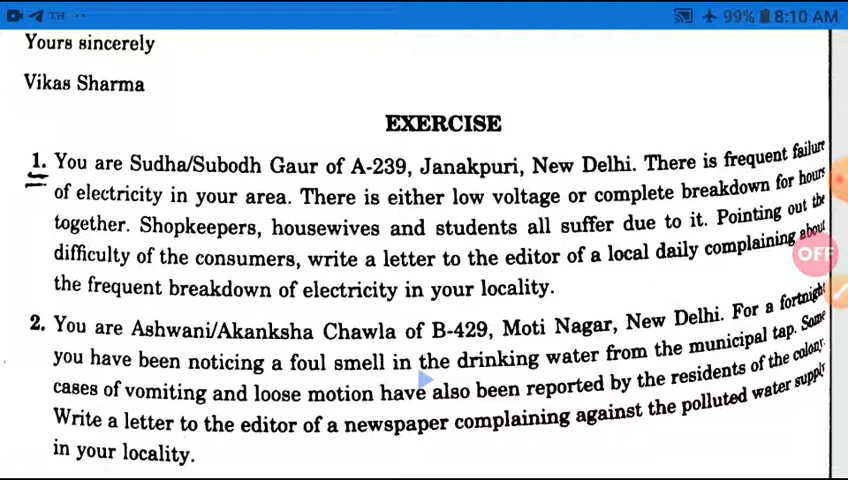 TH
99% 8:10 AM
Yours sincerely
Vikas Sharma
EXERCISE
1. You are Sudha/Subodh Gaur of A-239, Janakpuri, New Delhi. There is frequent failure
of electricity in your area. There is either low voltage or complete breakdown for hours
together. Shopkeepers, housewives and students all suffer due to it. Pointing out the
difficulty of the consumers, write a letter to the editor of a local daily complaining about
the frequent breakdown of electricity in your locality.
OFF
2. You are Ashwani/Akanksha Chawla of B-429, Moti Nagar, New Delhi. For a fortnight
you have been noticing a foul smell in the drinking water from the municipal tap. Some
cases of vomiting and loose motion have also been reported by the residents of the colony.
Write a letter to the editor of a newspaper complaining against the polluted water supply
in your locality.